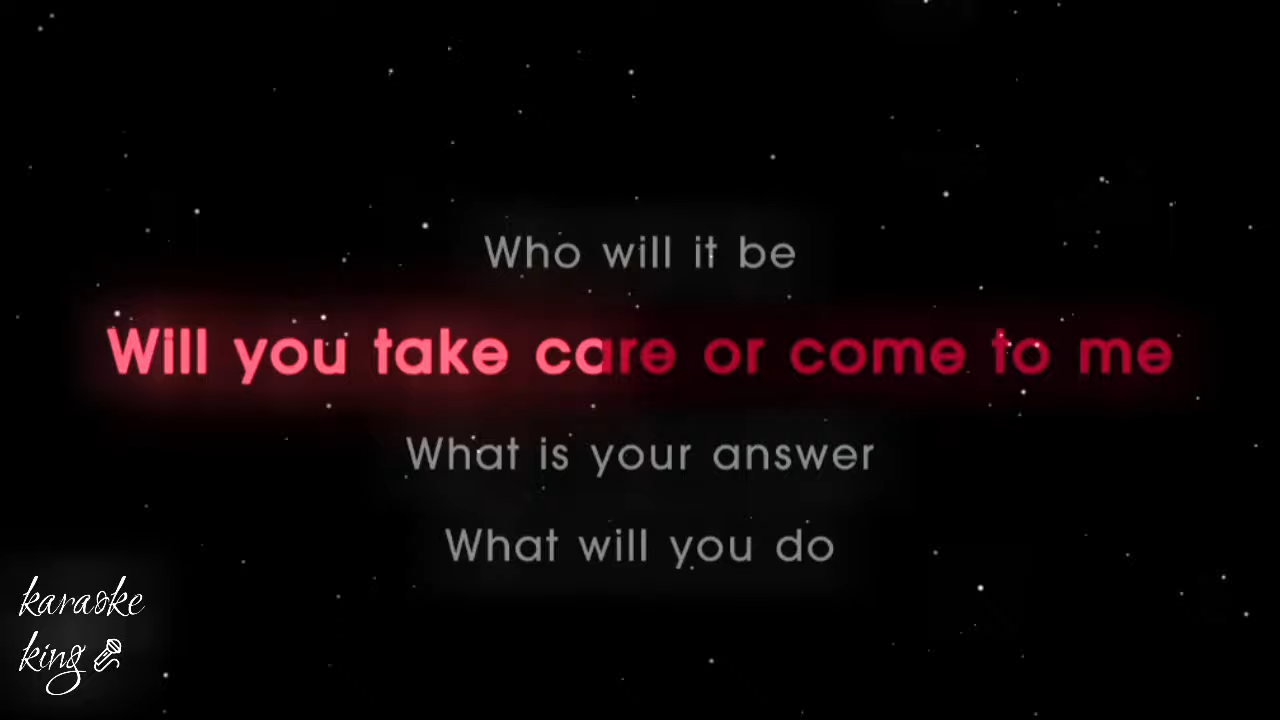 Who will it be
Will you take care or come to me
What is your answer
What will you do
karaoke
king